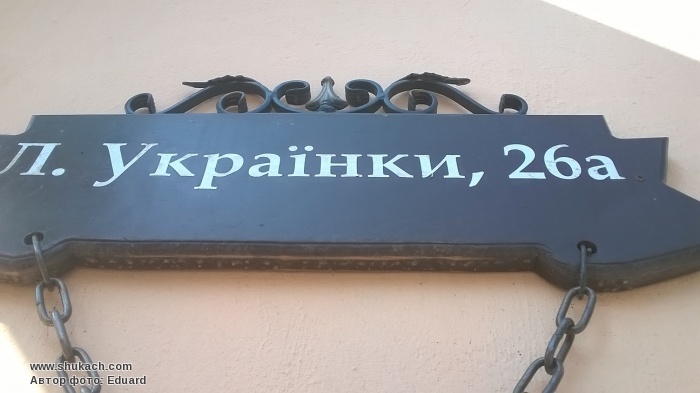 Л. Українки, 26а
www.shukach.com
Автор фото: Eduard